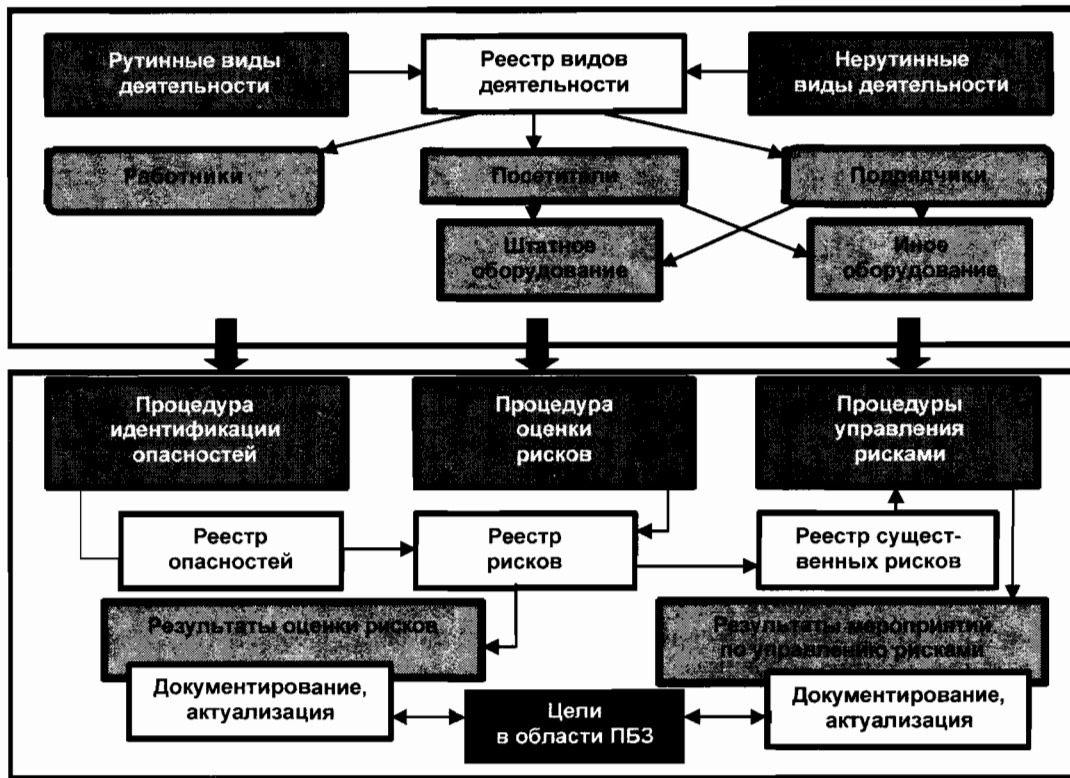 Рутинные виды
деятельности
Реестр видов
деятельности
Нерутинные
виды деятельности
Работники
Посетители
Подрядчики
Штатное
оборудование
Иное
оборудование
Процедура
идентификации
опасностей
Процедура
оценки
рисков
Процедуры
управления
рисками
Реестр
опасностей
Реестр
рисков
Реестр сущест-
венных рисков
Результаты оценки рисков
Результаты мероприятий
по управлению рисками
Документирование,
актуализация
Цели
в области ПБЗ
Документирование,
актуализация